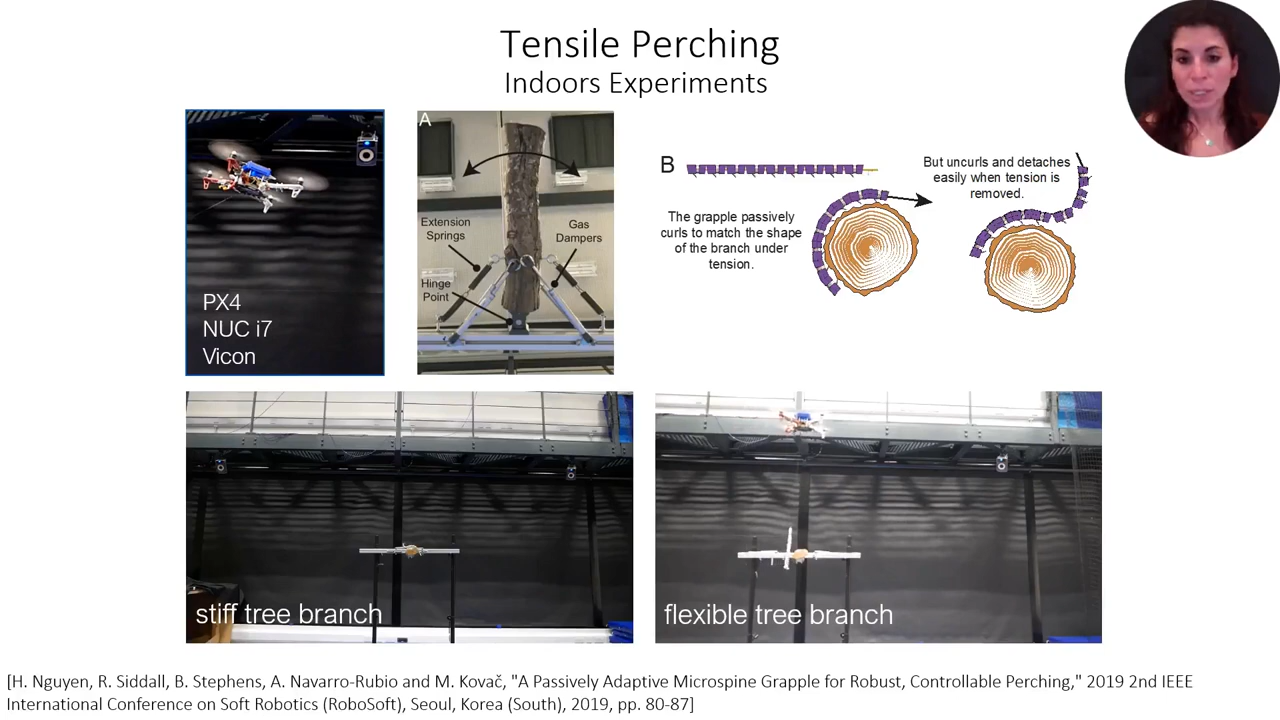 Tensile Perching
Indoors Experiments
PX4
NUC i7
Vicon
A
Extension
Springs
Gas
Dampers
Hinge
Point
B
The grapple passively
curls to match the shape
of the branch under
tension.
But uncurls and detaches
easily when tension is
removed.
stiff tree branch
flexible tree branch
[H. Nguyen, R. Siddall, B. Stephens, A. Navarro-Rubio and M. Kovač, "A Passively Adaptive Microspine Grapple for Robust, Controllable Perching," 2019 2nd IEEE
International Conference on Soft Robotics (RoboSoft), Seoul, Korea (South), 2019, pp. 80-87]